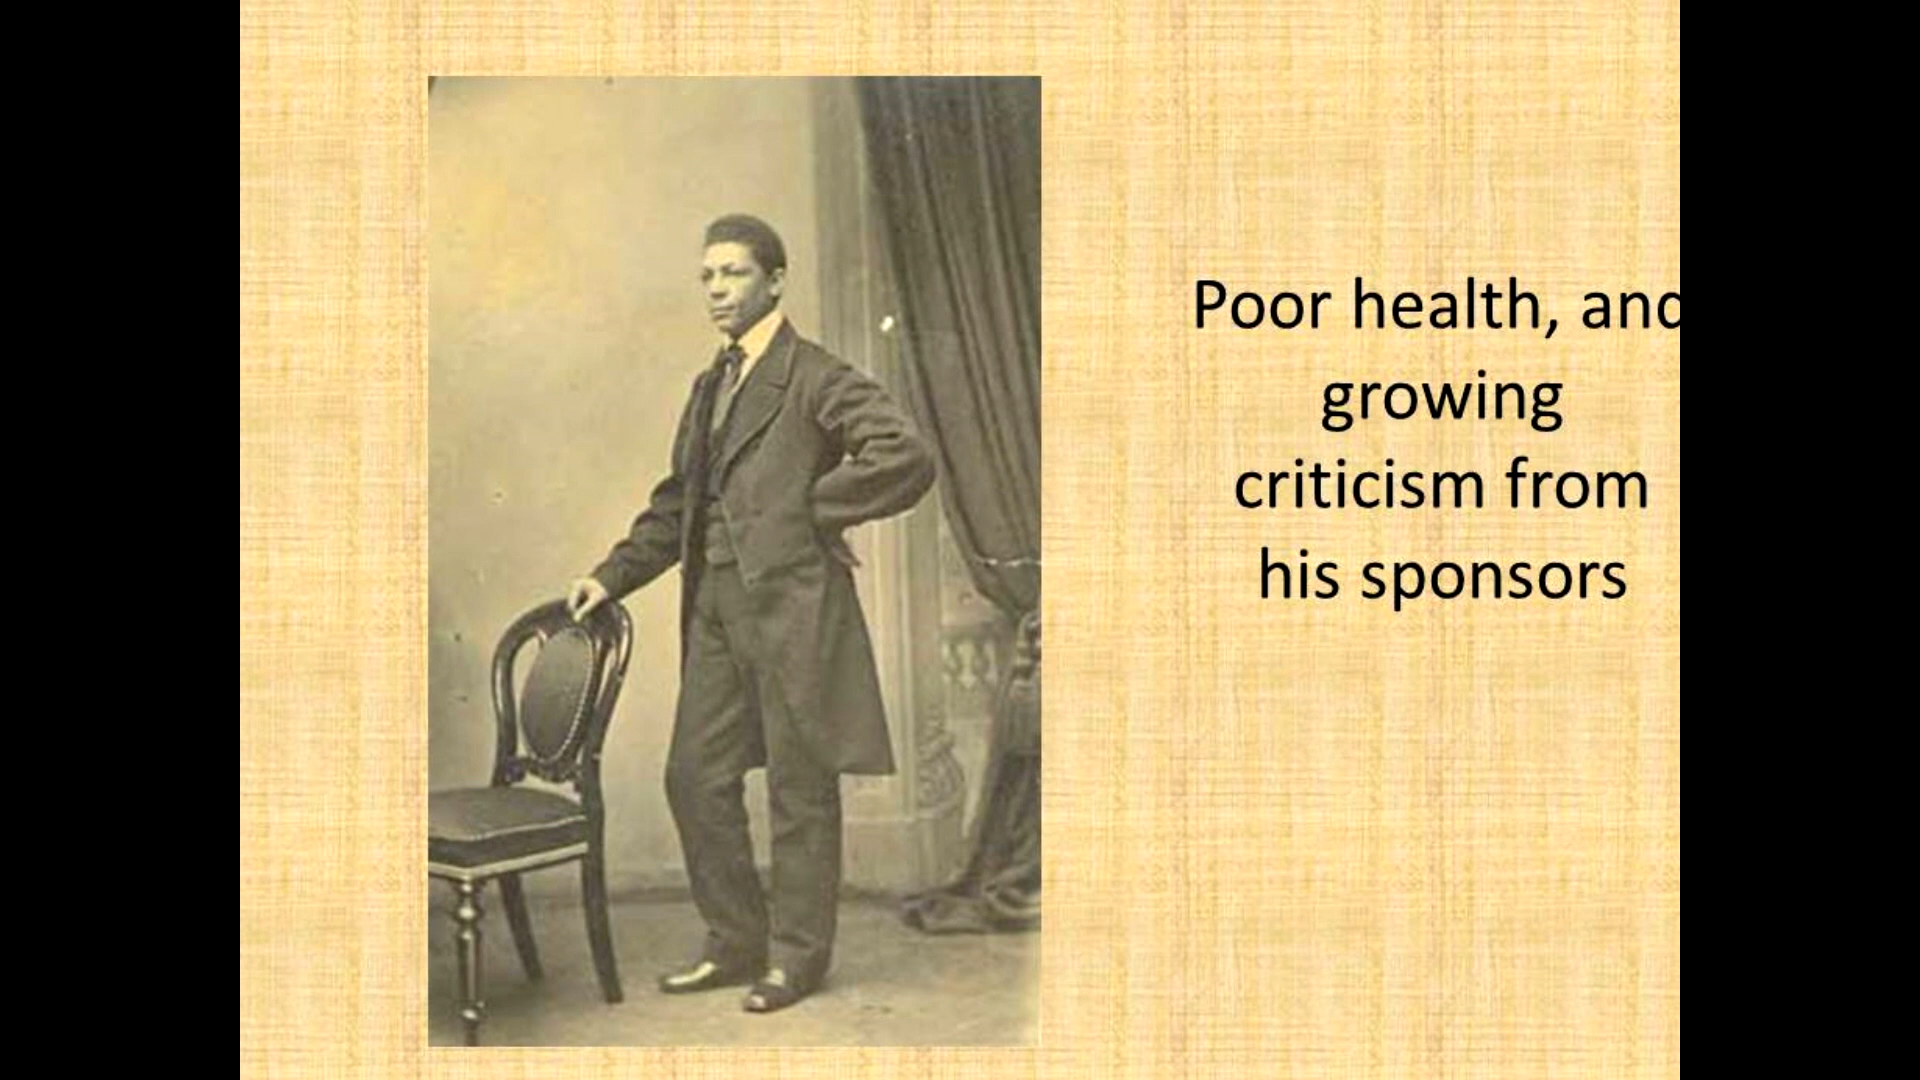 Poor health, and
growing
criticism from
his sponsors